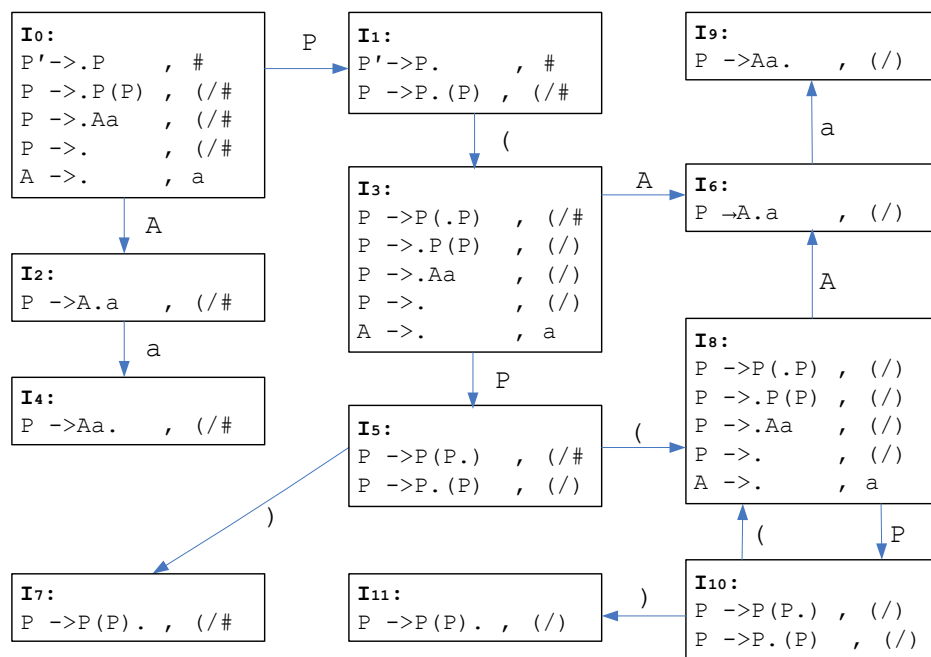 I0:
P'->.P , #
P ->.P(P) , (/#
P ->.Aa , (/#
P ->. , (/#
A ->. , a
P
I1:
P'->P. , #
P ->P.(P) , (/#
I9:
P ->Aa. , (/)
(
a
A
I2:
P ->A.a , (/#
I3:
P ->P(.P) , (/#
P ->.P(P) , (/)
P ->.Aa , (/)
P ->. , (/)
A ->. , a
A
I6:
P →A.a , (/)
a
A
I4:
P ->Aa. , (/#
P
I8:
P ->P(.P) , (/)
P ->.P(P) , (/)
P ->.Aa , (/)
P ->. , (/)
A ->. , a
I5:
P ->P(P.) , (/#
P ->P.(P) , (/)
(
)
(
P
I7:
P ->P(P). , (/#
I11:
P ->P(P). , (/)
)
I10:
P ->P(P.) , (/)
P ->P.(P) , (/)